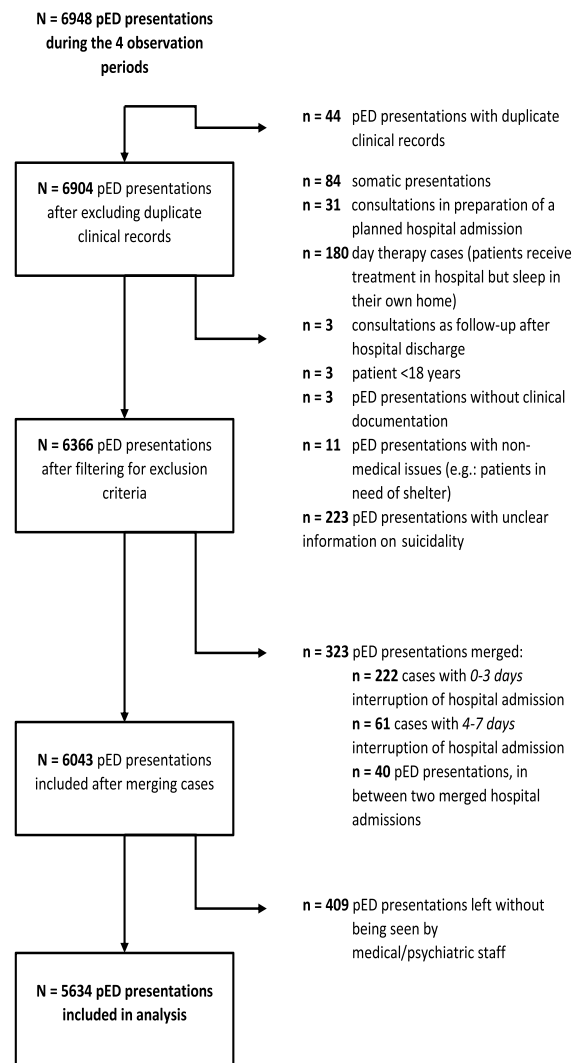 N = 6948 pED presentations
during the 4 observation
periods
n = 44 pED presentations with duplicate
clinical records
N = 6904 pED presentations
after excluding duplicate
clinical records
n = 84 somatic presentations
n = 31 consultations in preparation of a
planned hospital admission
n = 180 day therapy cases (patients receive
treatment in hospital but sleep in
their own home)
n = 3 consultations as follow-up after
hospital discharge
n = 3 patient <18 years
n = 3 pED presentations without clinical
documentation
n = 11 pED presentations with non-
medical issues (e.g.: patients in
need of shelter)
n = 223 pED presentations with unclear
information on suicidality
N = 6366 pED presentations
after filtering for exclusion
criteria
n = 323 pED presentations merged:
n = 222 cases with 0-3 days
interruption of hospital admission
n = 61 cases with 4-7 days
interruption of hospital admission
n = 40 pED presentations, in
between two merged hospital
admissions
N = 6043 pED presentations
included after merging cases
n = 409 pED presentations left without
being seen by
medical/psychiatric staff
N = 5634 pED presentations
included in analysis